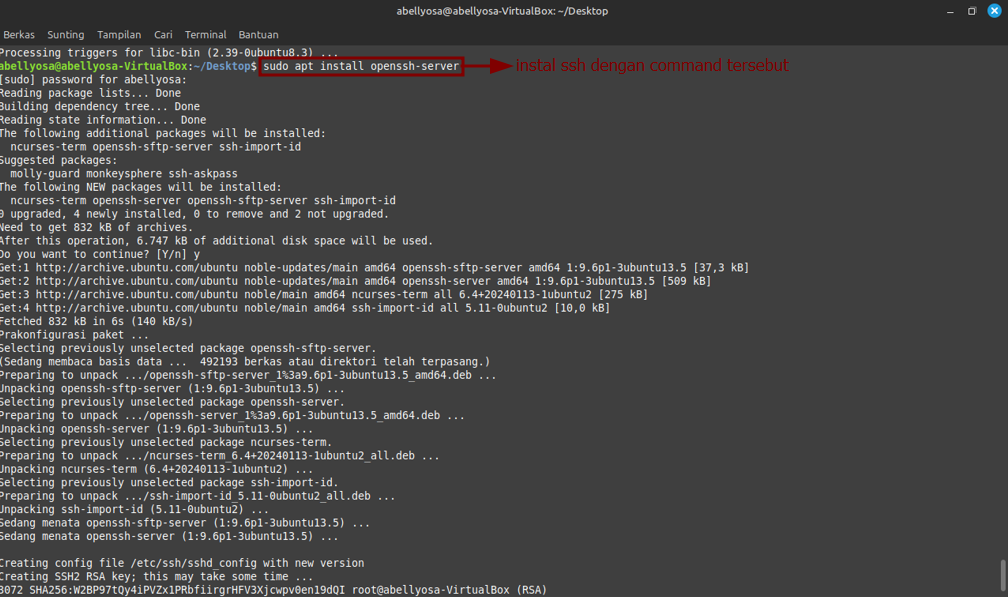 abellyosa@abellyosa-VirtualBox: ~/Desktop
Berkas Sunting Tampilan Cari Terminal Bantuan
Processing triggers for libc-bin (2.39-0ubuntu8.3) ...
abellyosa@abellyosa-VirtualBox:~/Desktop$ sudo apt install openssh-server instal ssh dengan command tersebut
[sudo] password for abellyosa:
Reading package lists... Done
Building dependency tree... Done
Reading state information... Done
The following additional packages will be installed:
ncurses-term openssh-sftp-server ssh-import-id
Suggested packages:
molly-guard monkeysphere ssh-askpass
The following NEW packages will be installed:
ncurses-term openssh-server openssh-sftp-server ssh-import-id
0 upgraded, 4 newly installed, 0 to remove and 2 not upgraded.
Need to get 832 kB of archives.
After this operation, 6.747 kB of additional disk space will be used.
Do you want to continue? [Y/n] y
Get:1 http://archive.ubuntu.com/ubuntu noble-updates/main amd64 openssh-sftp-server amd64 1:9.6p1-3ubuntu13.5 [37,3 kB]
Get:2 http://archive.ubuntu.com/ubuntu noble-updates/main amd64 openssh-server amd64 1:9.6p1-3ubuntu13.5 [509 kB]
Get:3 http://archive.ubuntu.com/ubuntu noble/main amd64 ncurses-term all 6.4+20240113-1ubuntu2 [275 kB]
Get:4 http://archive.ubuntu.com/ubuntu noble/main amd64 ssh-import-id all 5.11-0ubuntu2 [10,0 kB]
Fetched 832 kB in 6s (140 kB/s)
Prakonfigurasi paket ...
Selecting previously unselected package openssh-sftp-server.
(Sedang membaca basis data ... 492193 berkas atau direktori telah terpasang.)
Preparing to unpack .../openssh-sftp-server_1%3a9.6p1-3ubuntu13.5_amd64.deb ...
Unpacking openssh-sftp-server (1:9.6p1-3ubuntu13.5) ...
Selecting previously unselected package openssh-server.
Preparing to unpack .../openssh-server_1%3a9.6p1-3ubuntu13.5_amd64.deb ...
Unpacking openssh-server (1:9.6p1-3ubuntu13.5) ...
Selecting previously unselected package ncurses-term.
Preparing to unpack .../ncurses-term_6.4+20240113-1ubuntu2_all.deb ...
Unpacking ncurses-term (6.4+20240113-1ubuntu2) ...
Selecting previously unselected package ssh-import-id.
Preparing to unpack .../ssh-import-id_5.11-0ubuntu2_all.deb ...
Unpacking ssh-import-id (5.11-0ubuntu2) ...
Sedang menata openssh-sftp-server (1:9.6p1-3ubuntu13.5) ...
Sedang menata openssh-server (1:9.6p1-3ubuntu13.5) ...
Creating config file /etc/ssh/sshd_config with new version
Creating SSH2 RSA key; this may take some time ...
3072 SHA256:W2BP97tQy4iPVZx1PRbfiirgrHFV3Xjcwpv0en19dQI root@abellyosa-VirtualBox (RSA)